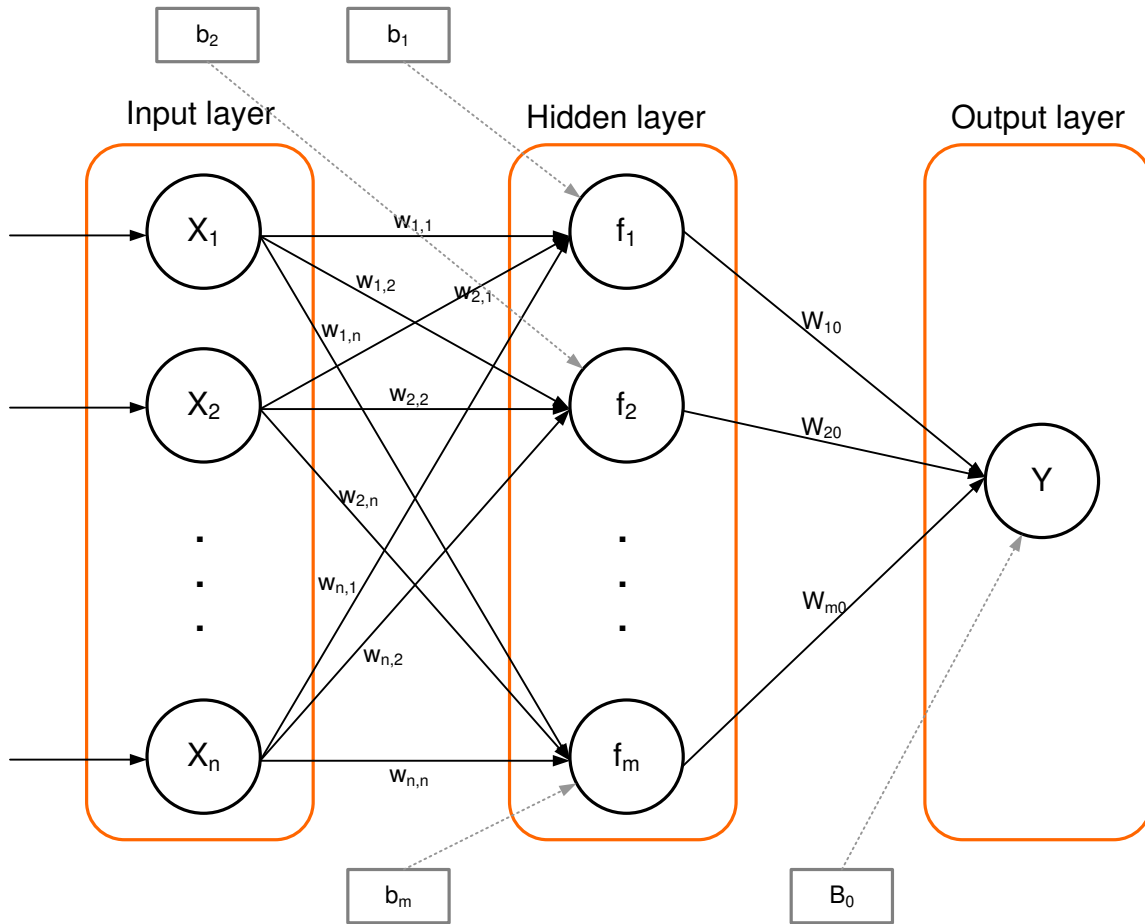 b₂
b₁
Input layer
Hidden layer
Output layer
X₁
w₁,₁
f₁
w₁,₂
w₂,₁
w₁,ₙ
W₁₀
X₂
w₂,₂
f₂
W₂₀
w₂,ₙ
Y
.
.
.
.
.
.
wₙ,₁
Wₘ₀
wₙ,₂
Xₙ
wₙ,ₙ
fₘ
bₘ
B₀